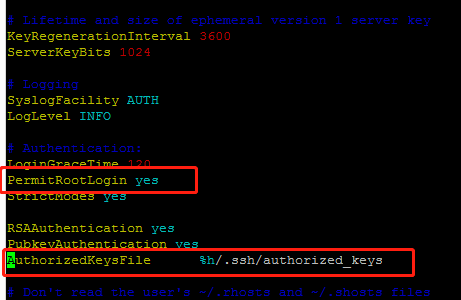 # Lifetime and size of ephemeral version 1 server key
KeyRegenerationInterval 3600
ServerKeyBits 1024
# Logging
SyslogFacility AUTH
LogLevel INFO
# Authentication:
LoginGraceTime 120
PermitRootLogin yes
StrictModes yes
RSAAuthentication yes
PubkeyAuthentication yes
AuthorizedKeysFile %h/.ssh/authorized_keys
# Don't read the user's ~/.rhosts and ~/.shosts files